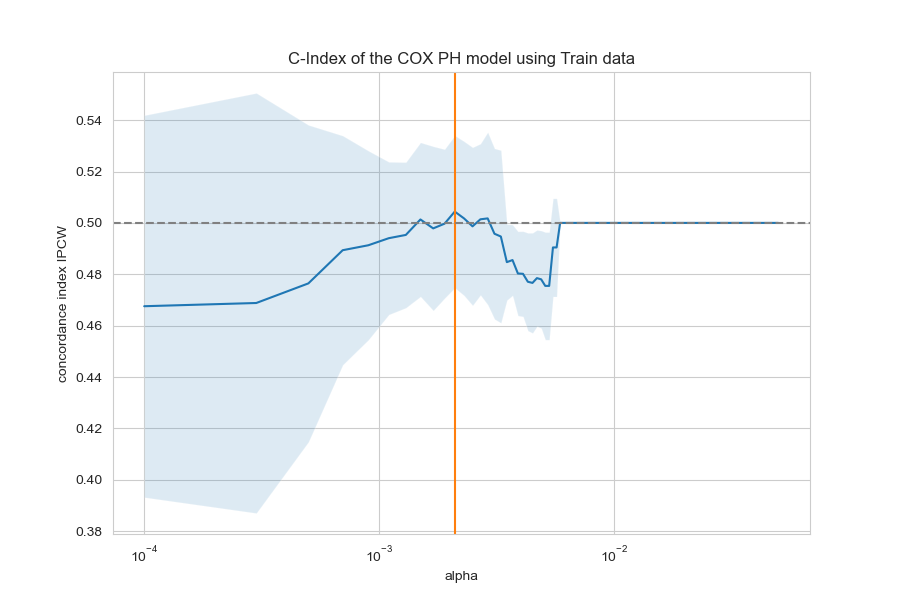 C-Index of the COX PH model using Train data
concordance index IPCW
0.54
0.52
0.50
0.48
0.46
0.44
0.42
0.40
0.38
10⁻⁴ 10⁻³ 10⁻²
alpha